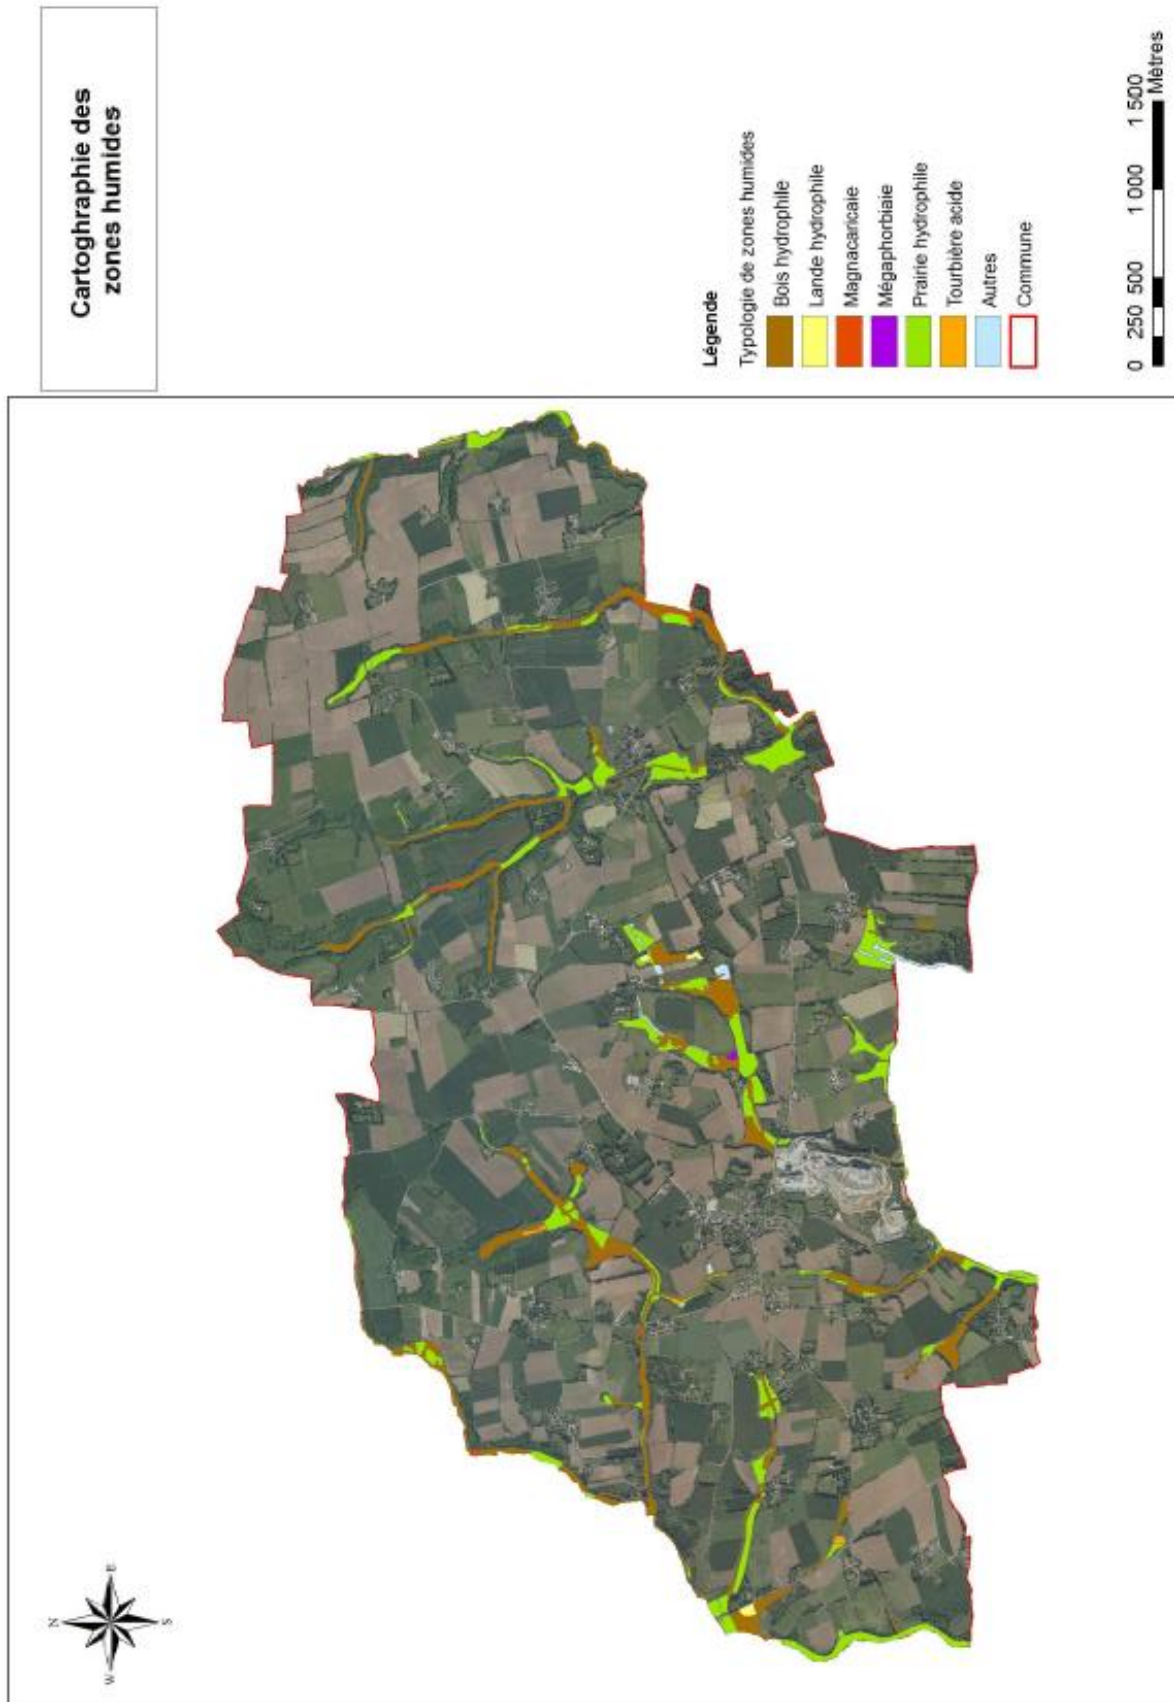 Cartoghraphie des
zones humides
Légende
Typologie de zones humides
Bois hydrophile
Lande hydrophile
Magnacaricaie
Mégaphorbiaie
Prairie hydrophile
Tourbière acide
Autres
Commune
0 250 500 1 000 1 500
Mètres
N
W E
S